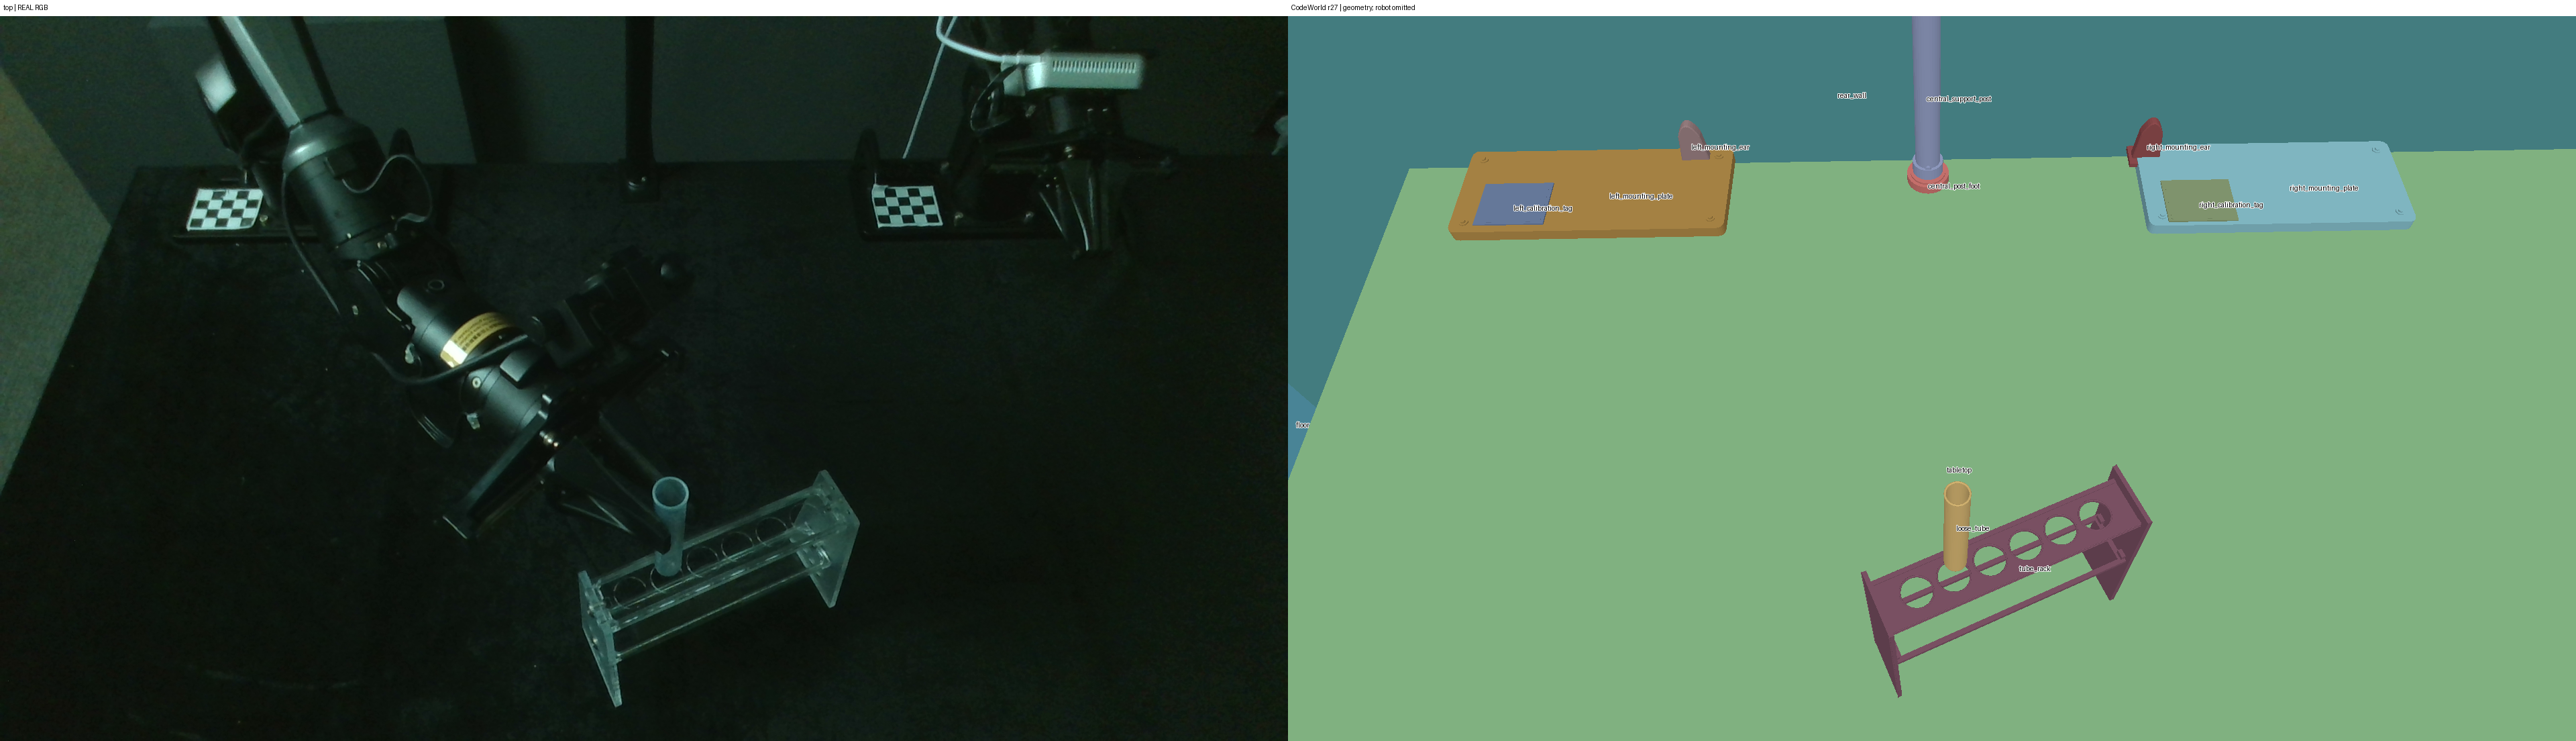 top | REAL RGB
CodeWorld r27 | geometry; robot omitted
rear_wall
central_support_post
left_mounting_ear
right_mounting_ear
central_post_foot
left_mounting_plate
right_mounting_plate
left_calibration_tag
right_calibration_tag
floor
tabletop
loose_tube
tube_rack